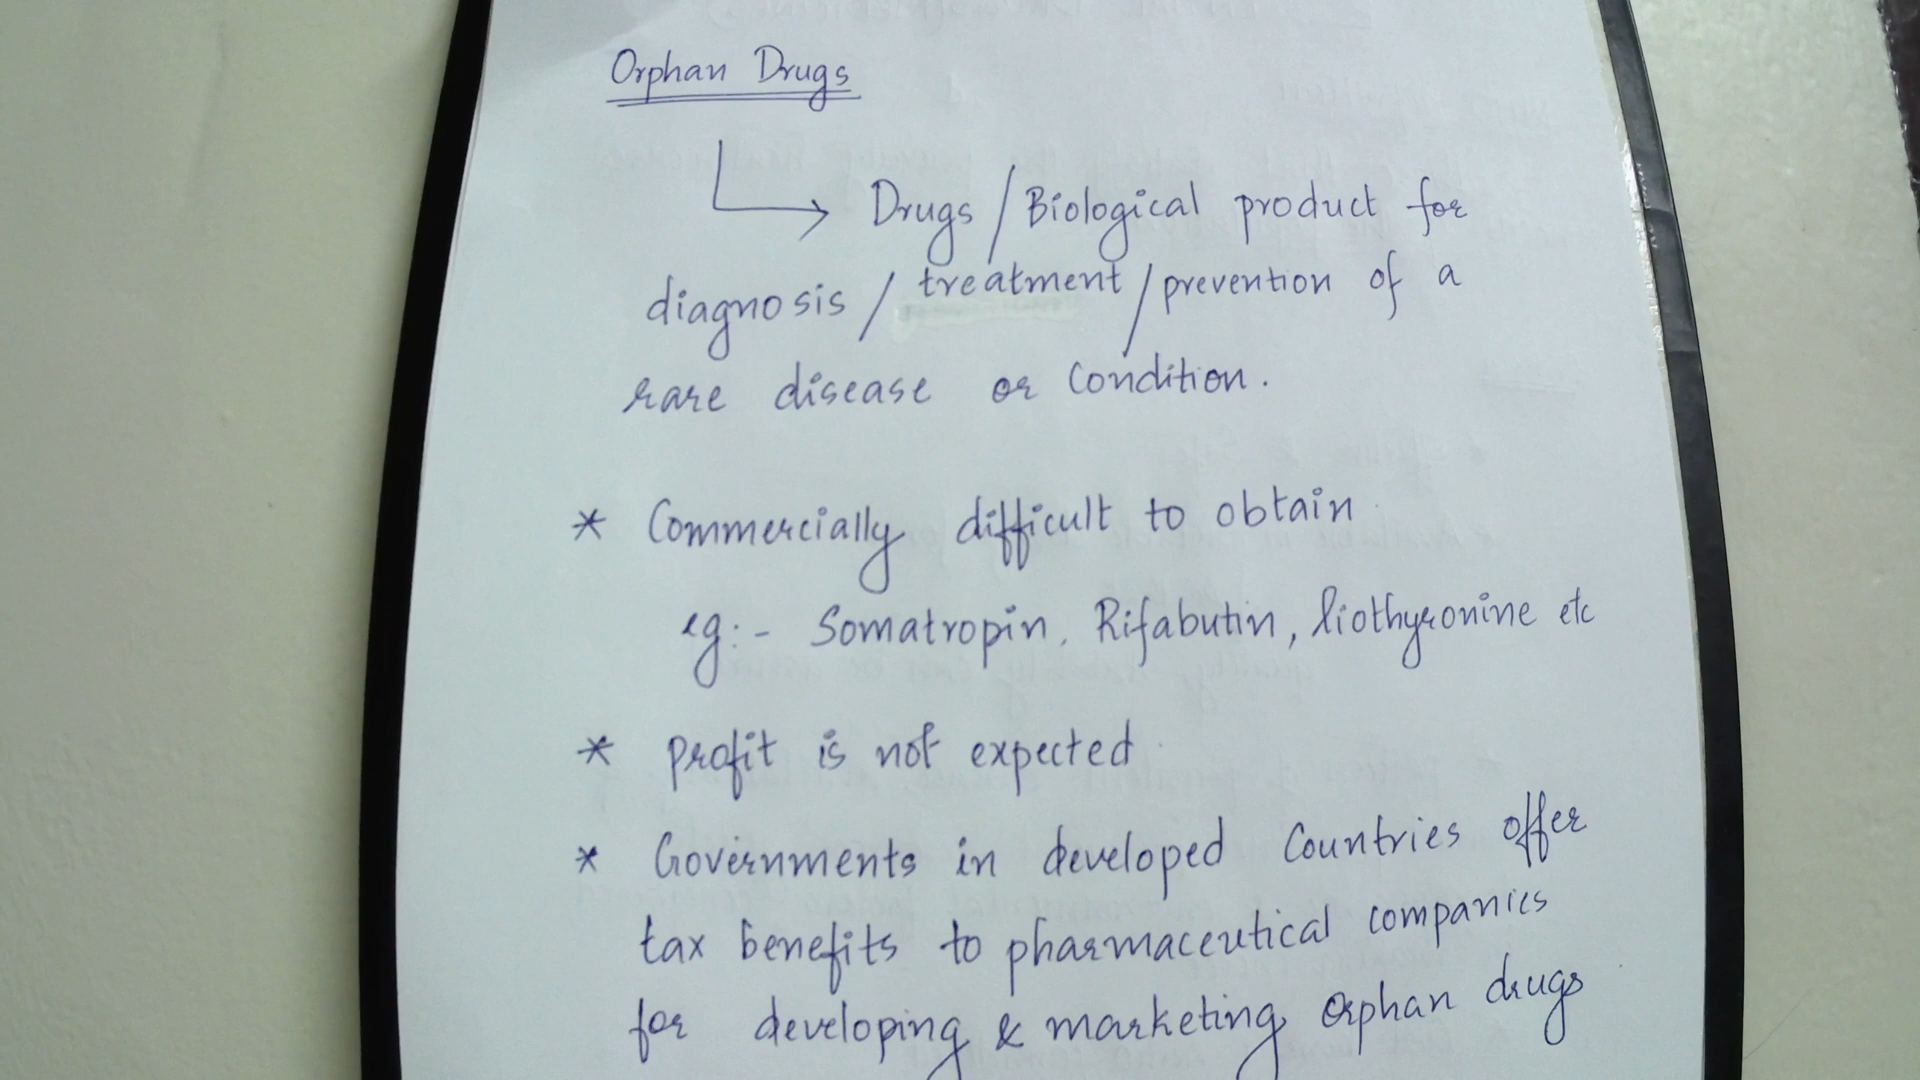 Orphan Drugs
Drugs / Biological product for
diagnosis / treatment / prevention of a
rare disease or Condition.
* Commercially difficult to obtain
eg:- Somatropin, Rifabutin, liothyronine etc
* profit is not expected
* Governments in developed Countries offer
tax benefits to pharmaceutical companies
for developing & marketing orphan drugs